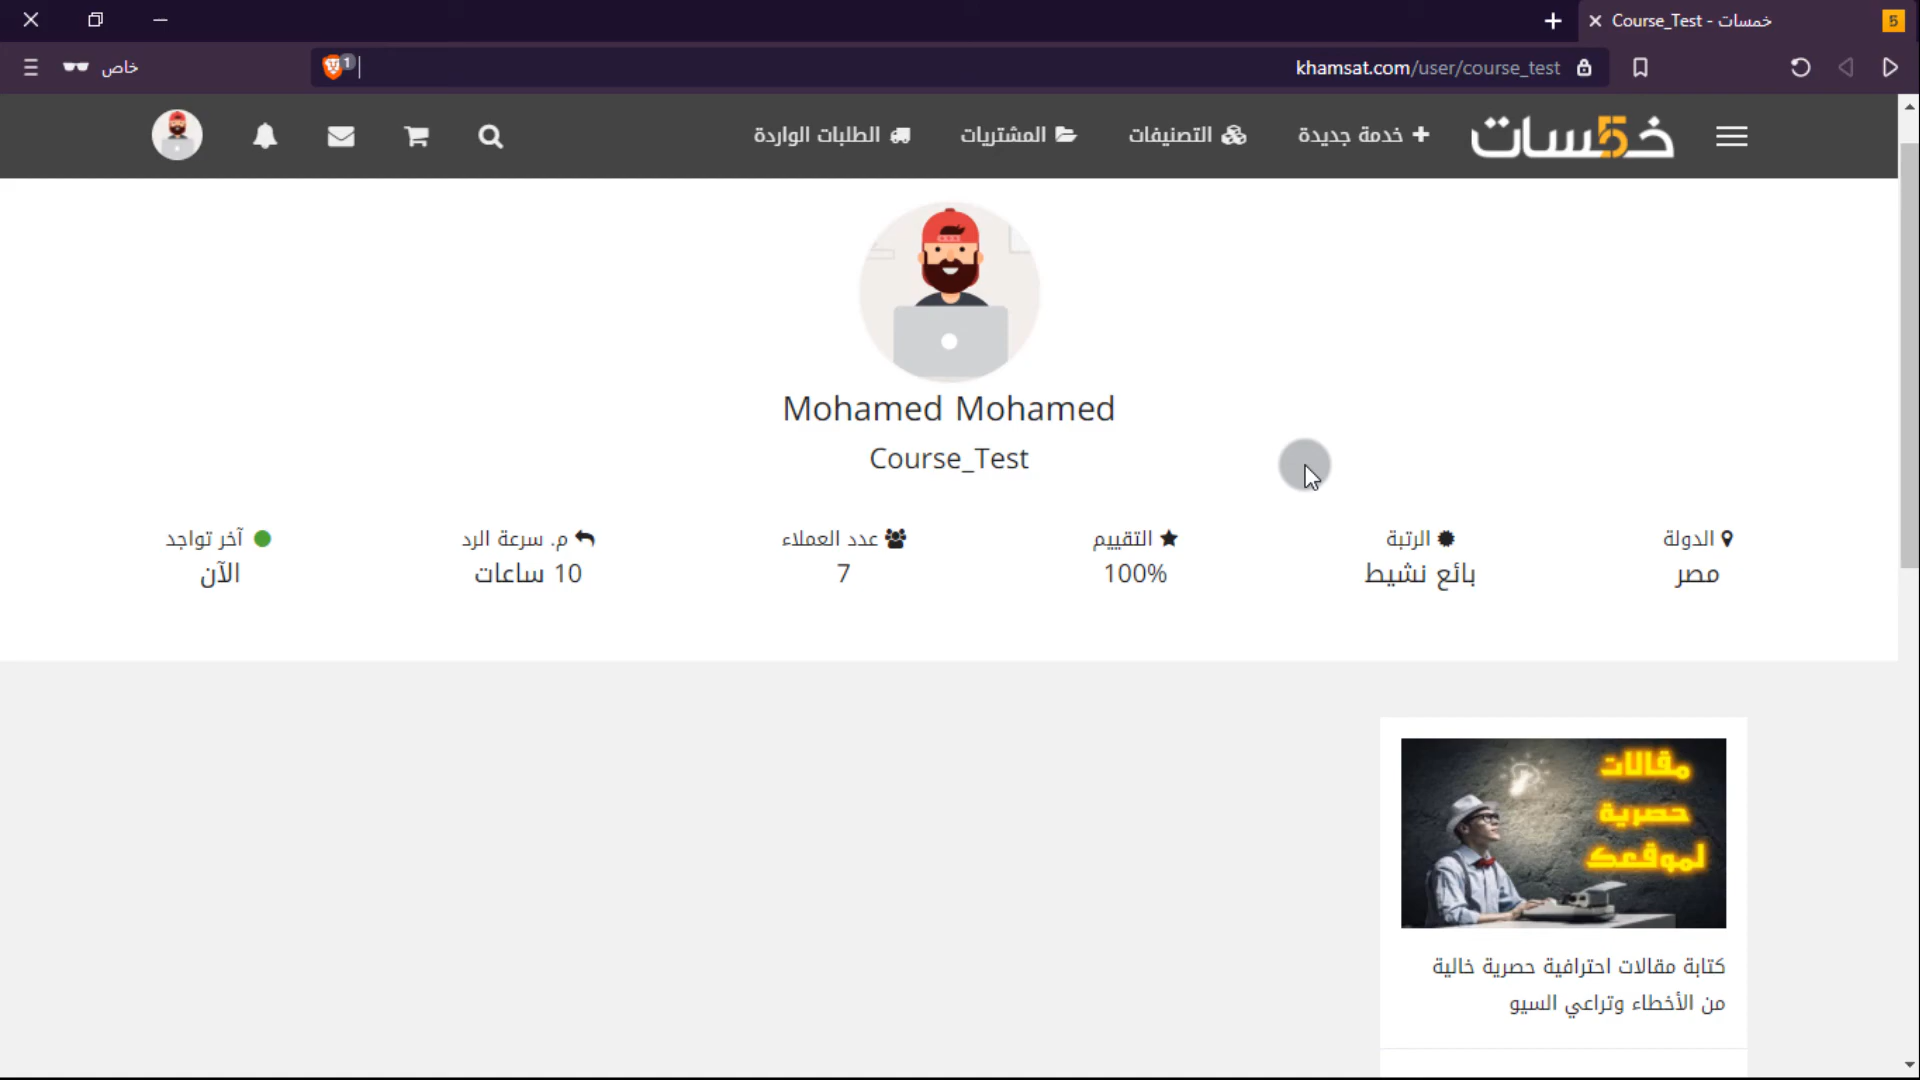 Course_Test - خمسات
5
khamsat.com/user/course_test
1
خاص
خمسات
خدمة جديدة
التصنيفات
المشتريات
الطلبات الواردة
Mohamed Mohamed
Course_Test
الدولة
مصر
الرتبة
بائع نشيط
التقييم
100%
عدد العملاء
7
م. سرعة الرد
10 ساعات
آخر تواجد
الآن
مقالات
حصرية
لموقعك
كتابة مقالات احترافية حصرية خالية
من الأخطاء وتراعي السيو